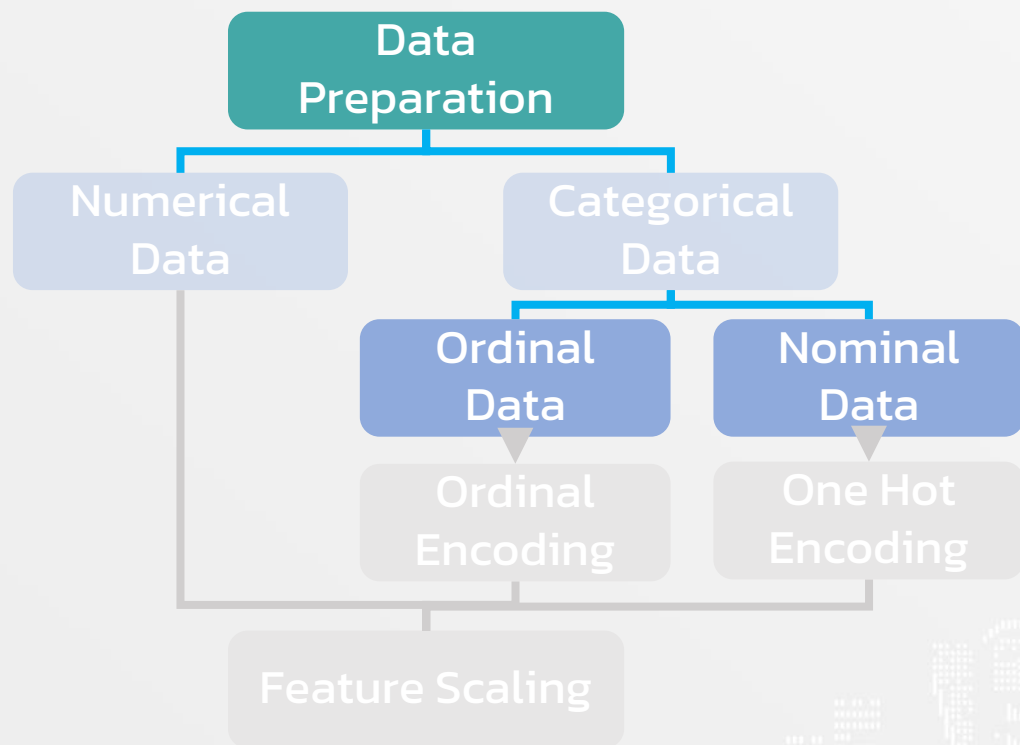 Data
Preparation
Numerical
Data
Categorical
Data
Ordinal
Data
Nominal
Data
Ordinal
Encoding
One Hot
Encoding
Feature Scaling